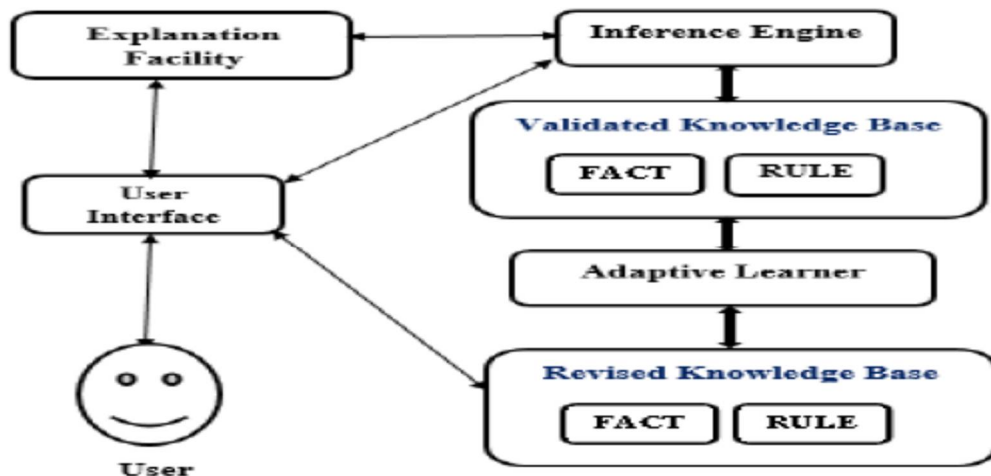 Explanation
Facility
Inference Engine
Validated Knowledge Base
FACT
RULE
User
Interface
Adaptive Learner
Revised Knowledge Base
FACT
RULE
User